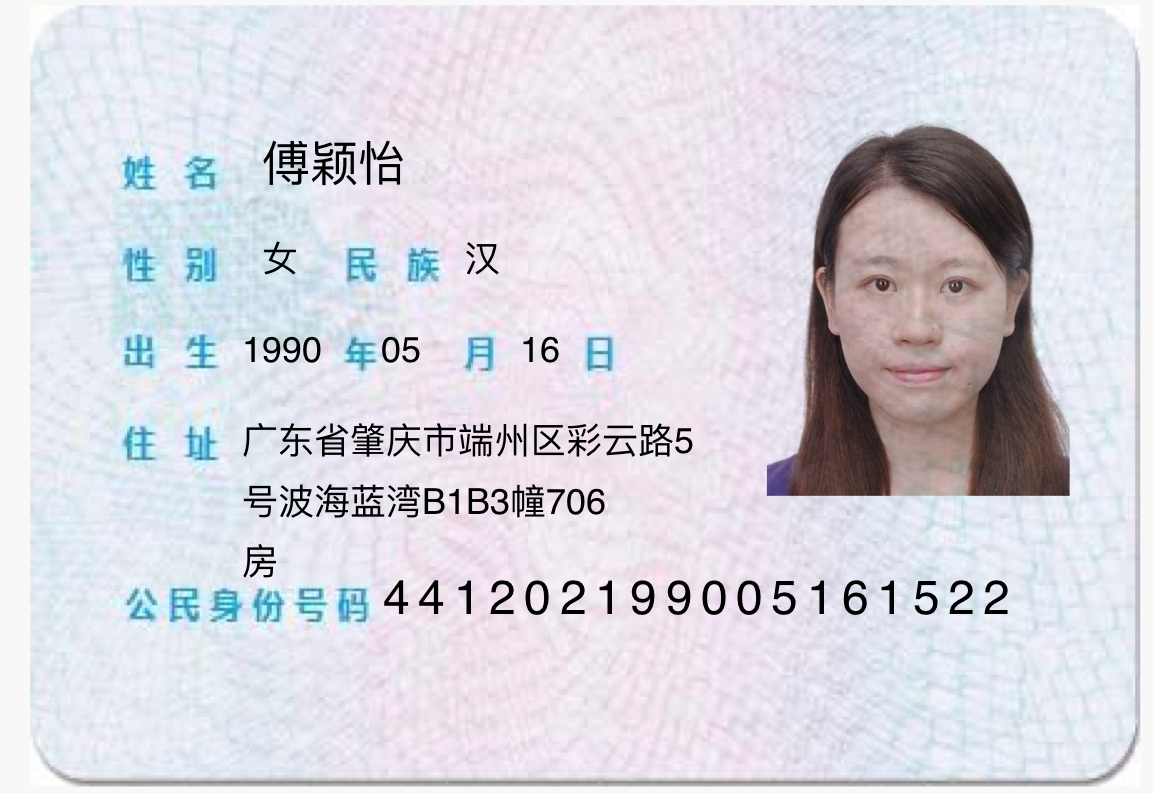 姓名 傅颖怡
性别 女 民族 汉
出生 1990 年 05 月 16 日
住址 广东省肇庆市端州区彩云路5
号波海蓝湾B1B3幢706
房
公民身份号码 441202199005161522